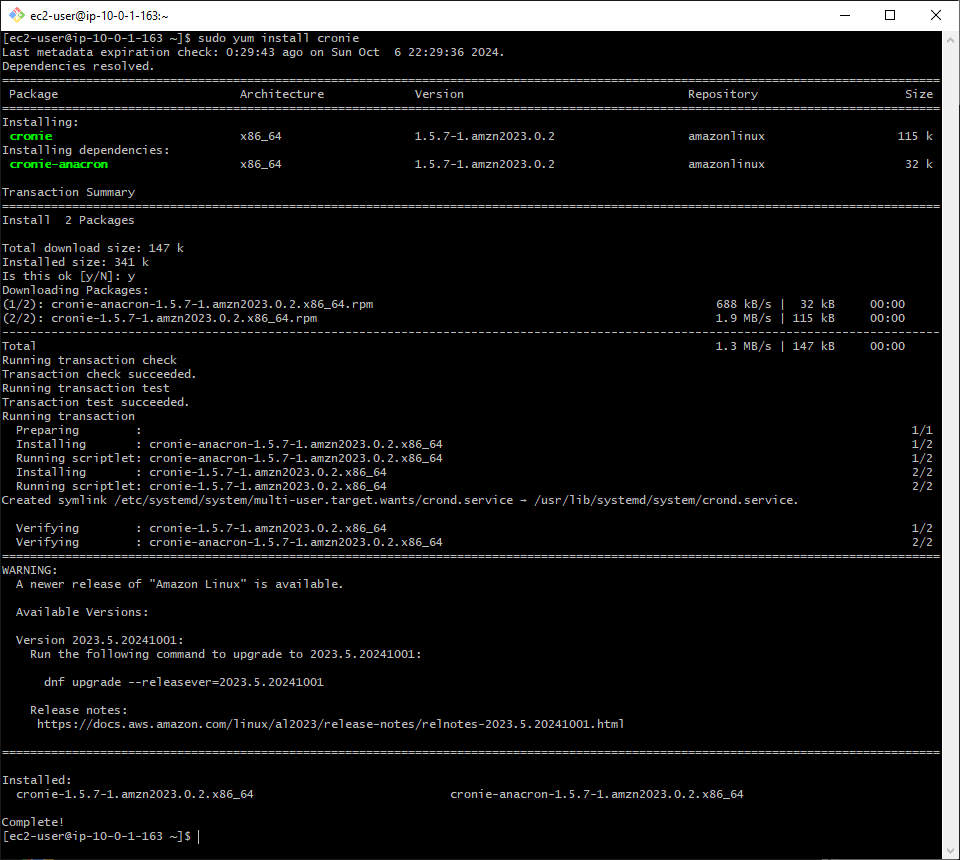 ec2-user@ip-10-0-1-163:~
[ec2-user@ip-10-0-1-163 ~]$ sudo yum install cronie
Last metadata expiration check: 0:29:43 ago on Sun Oct  6 22:29:36 2024.
Dependencies resolved.
Package Architecture Version Repository Size
Installing:
cronie x86_64 1.5.7-1.amzn2023.0.2 amazonlinux 115 k
Installing dependencies:
cronie-anacron x86_64 1.5.7-1.amzn2023.0.2 amazonlinux 32 k
Transaction Summary
Install  2 Packages
Total download size: 147 k
Installed size: 341 k
Is this ok [y/N]: y
Downloading Packages:
(1/2): cronie-anacron-1.5.7-1.amzn2023.0.2.x86_64.rpm 688 kB/s |  32 kB     00:00
(2/2): cronie-1.5.7-1.amzn2023.0.2.x86_64.rpm 1.9 MB/s | 115 kB     00:00
Total 1.3 MB/s | 147 kB     00:00
Running transaction check
Transaction check succeeded.
Running transaction test
Transaction test succeeded.
Running transaction
  Preparing        : 1/1
  Installing       : cronie-anacron-1.5.7-1.amzn2023.0.2.x86_64 1/2
  Running scriptlet: cronie-anacron-1.5.7-1.amzn2023.0.2.x86_64 1/2
  Installing       : cronie-1.5.7-1.amzn2023.0.2.x86_64 2/2
  Running scriptlet: cronie-1.5.7-1.amzn2023.0.2.x86_64 2/2
Created symlink /etc/systemd/system/multi-user.target.wants/crond.service → /usr/lib/systemd/system/crond.service.
  Verifying        : cronie-1.5.7-1.amzn2023.0.2.x86_64 1/2
  Verifying        : cronie-anacron-1.5.7-1.amzn2023.0.2.x86_64 2/2
WARNING:
  A newer release of "Amazon Linux" is available.
  Available Versions:
  Version 2023.5.20241001:
    Run the following command to upgrade to 2023.5.20241001:
      dnf upgrade --releasever=2023.5.20241001
    Release notes:
     https://docs.aws.amazon.com/linux/al2023/release-notes/relnotes-2023.5.20241001.html
Installed:
  cronie-1.5.7-1.amzn2023.0.2.x86_64 cronie-anacron-1.5.7-1.amzn2023.0.2.x86_64
Complete!
[ec2-user@ip-10-0-1-163 ~]$